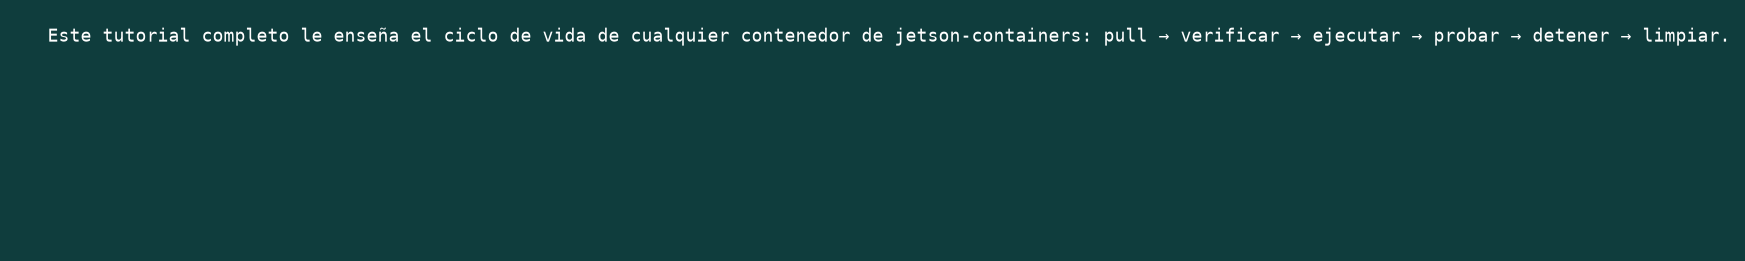 Este tutorial completo le enseña el ciclo de vida de cualquier contenedor de jetson-containers: pull → verificar → ejecutar → probar → detener → limpiar.